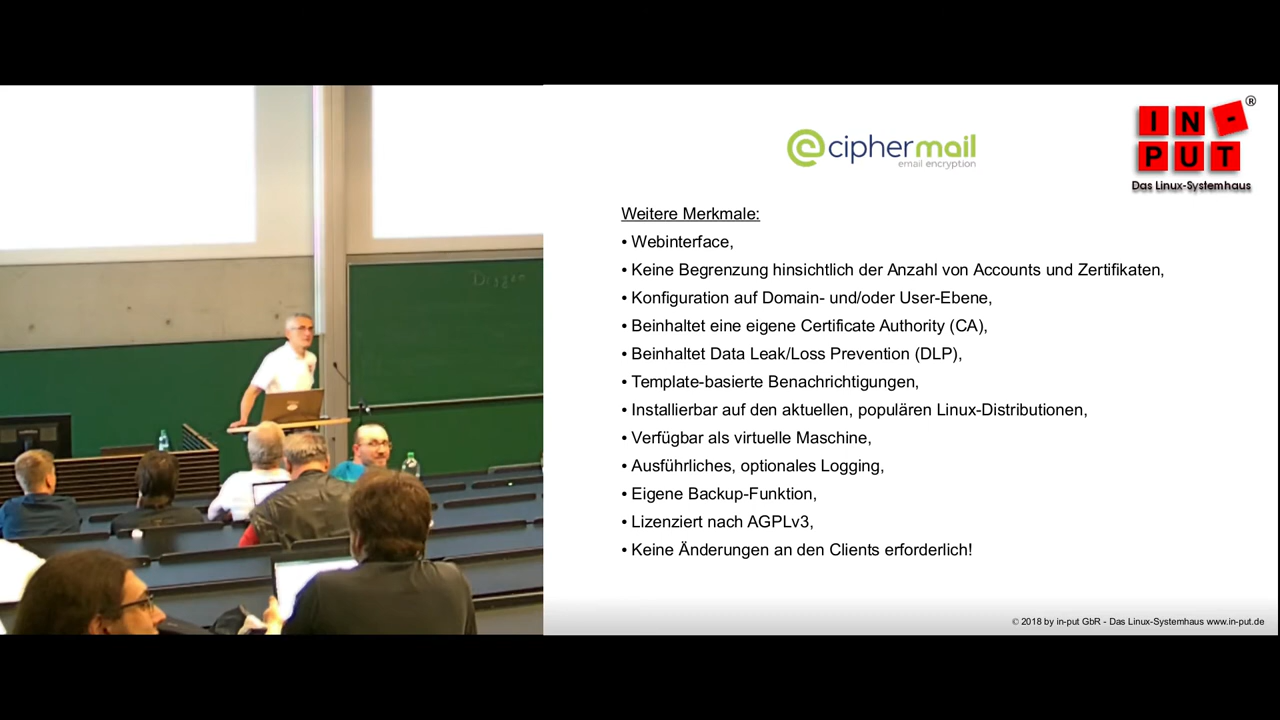 ciphermail
email encryption
IN-
PUT
®
Das Linux-Systemhaus
Weitere Merkmale:
• Webinterface,
• Keine Begrenzung hinsichtlich der Anzahl von Accounts und Zertifikaten,
• Konfiguration auf Domain- und/oder User-Ebene,
• Beinhaltet eine eigene Certificate Authority (CA),
• Beinhaltet Data Leak/Loss Prevention (DLP),
• Template-basierte Benachrichtigungen,
• Installierbar auf den aktuellen, populären Linux-Distributionen,
• Verfügbar als virtuelle Maschine,
• Ausführliches, optionales Logging,
• Eigene Backup-Funktion,
• Lizenziert nach AGPLv3,
• Keine Änderungen an den Clients erforderlich!
© 2018 by in-put GbR - Das Linux-Systemhaus www.in-put.de